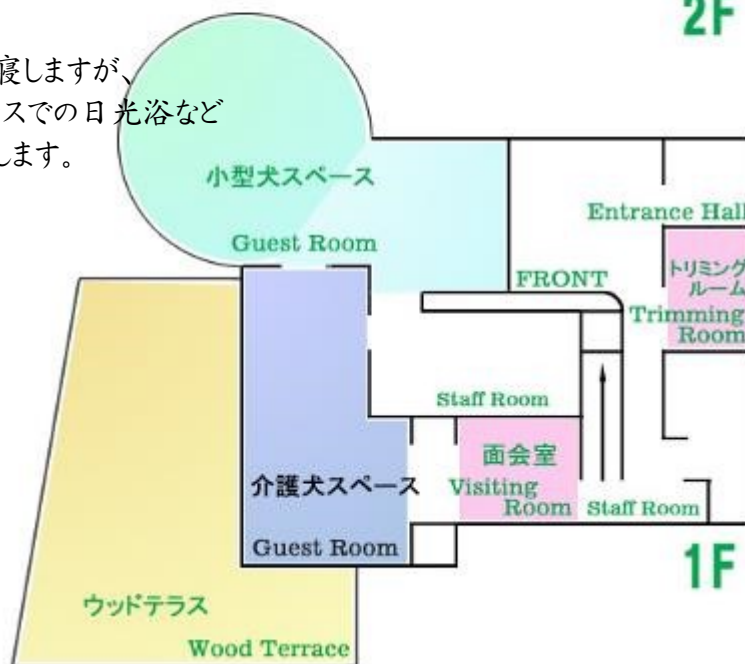 2F
寝しますが、
スでの日光浴など
します。
小型犬スペース
Guest Room
Entrance Hall
トリミング
ルーム
Trimming
Room
FRONT
Staff Room
面会室
Visiting
Room
Staff Room
介護犬スペース
Guest Room
1F
ウッドテラス
Wood Terrace